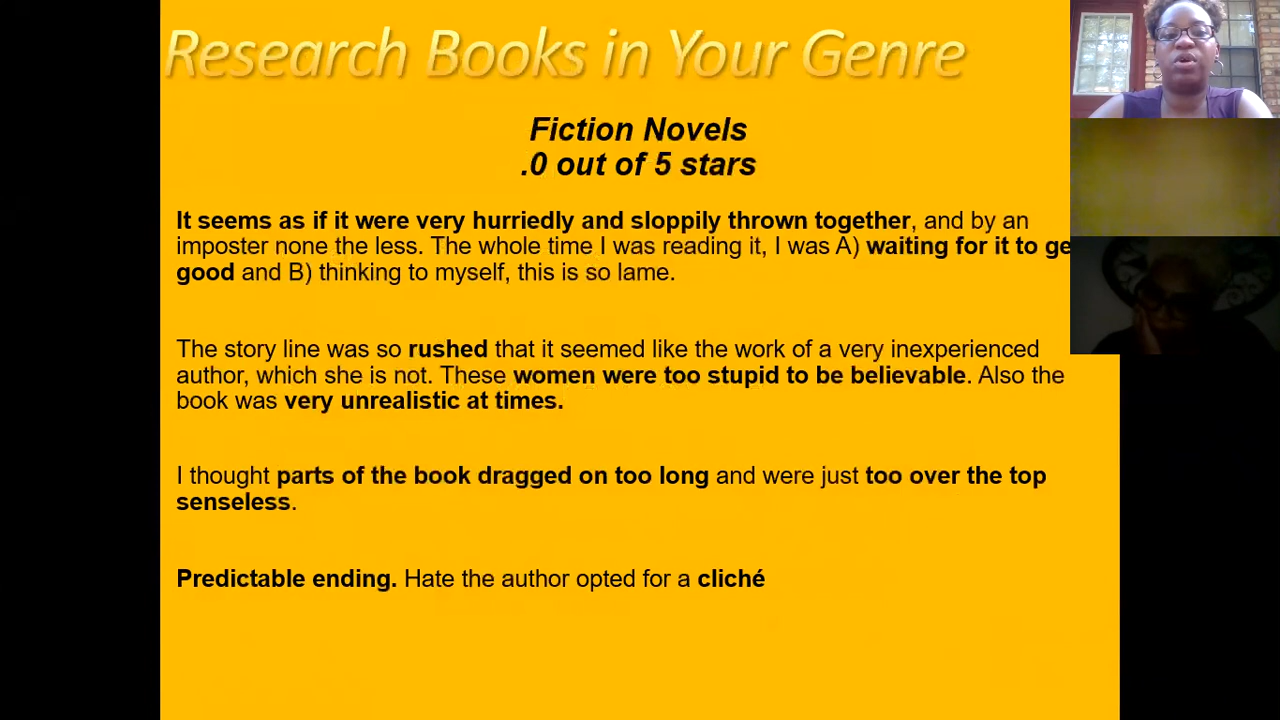 Research Books in Your Genre
Fiction Novels
.0 out of 5 stars
It seems as if it were very hurriedly and sloppily thrown together, and by an
imposter none the less. The whole time I was reading it, I was A) waiting for it to ge
good and B) thinking to myself, this is so lame.
The story line was so rushed that it seemed like the work of a very inexperienced
author, which she is not. These women were too stupid to be believable. Also the
book was very unrealistic at times.
I thought parts of the book dragged on too long and were just too over the top
senseless.
Predictable ending. Hate the author opted for a cliché